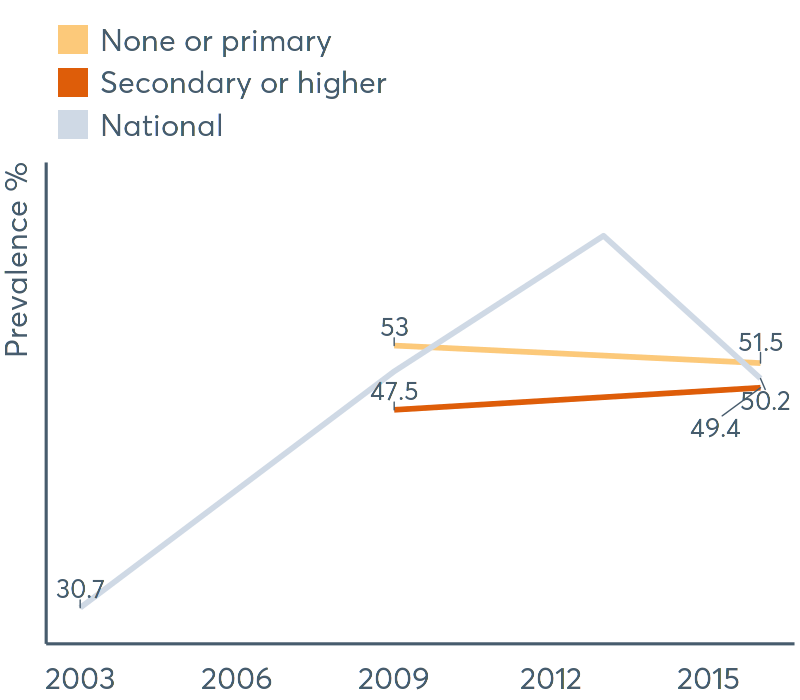 None or primary
Secondary or higher
National
Prevalence %
53
51.5
47.5
50.2
49.4
30.7
2003 2006 2009 2012 2015